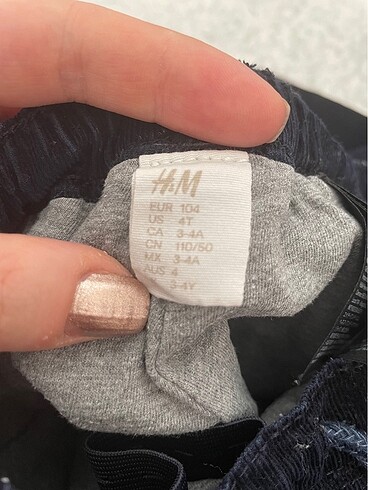 H&M
EUR 104
US 4T
CA 3-4A
CN 110/50
MX 3-4A
AUS 4
3-4Y